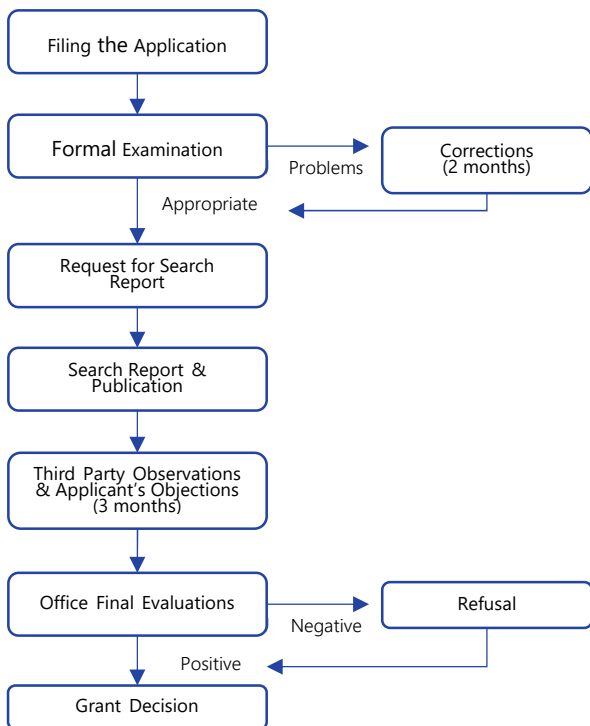 Filing the Application
Formal Examination
Problems
Corrections
(2 months)
Appropriate
Request for Search
Report
Search Report &
Publication
Third Party Observations
& Applicant's Objections
(3 months)
Office Final Evaluations
Negative
Refusal
Positive
Grant Decision